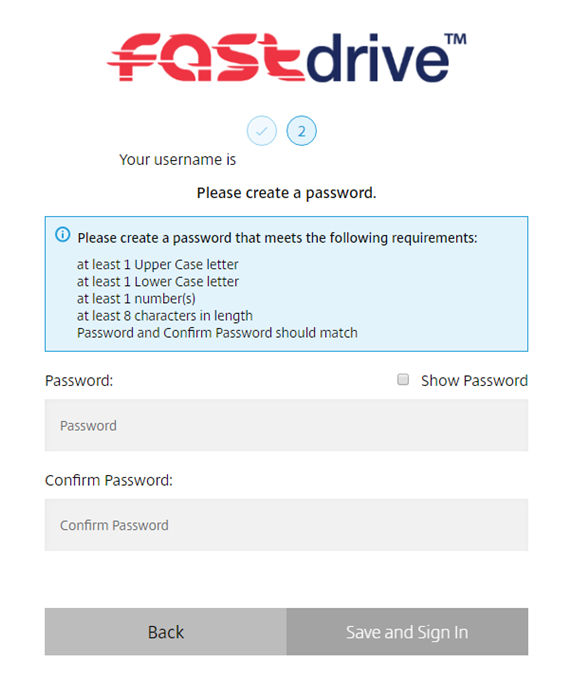 fastdrive™
2
Your username is
Please create a password.
Please create a password that meets the following requirements:
at least 1 Upper Case letter
at least 1 Lower Case letter
at least 1 number(s)
at least 8 characters in length
Password and Confirm Password should match
Password:
Show Password
Password
Confirm Password:
Confirm Password
Back
Save and Sign In